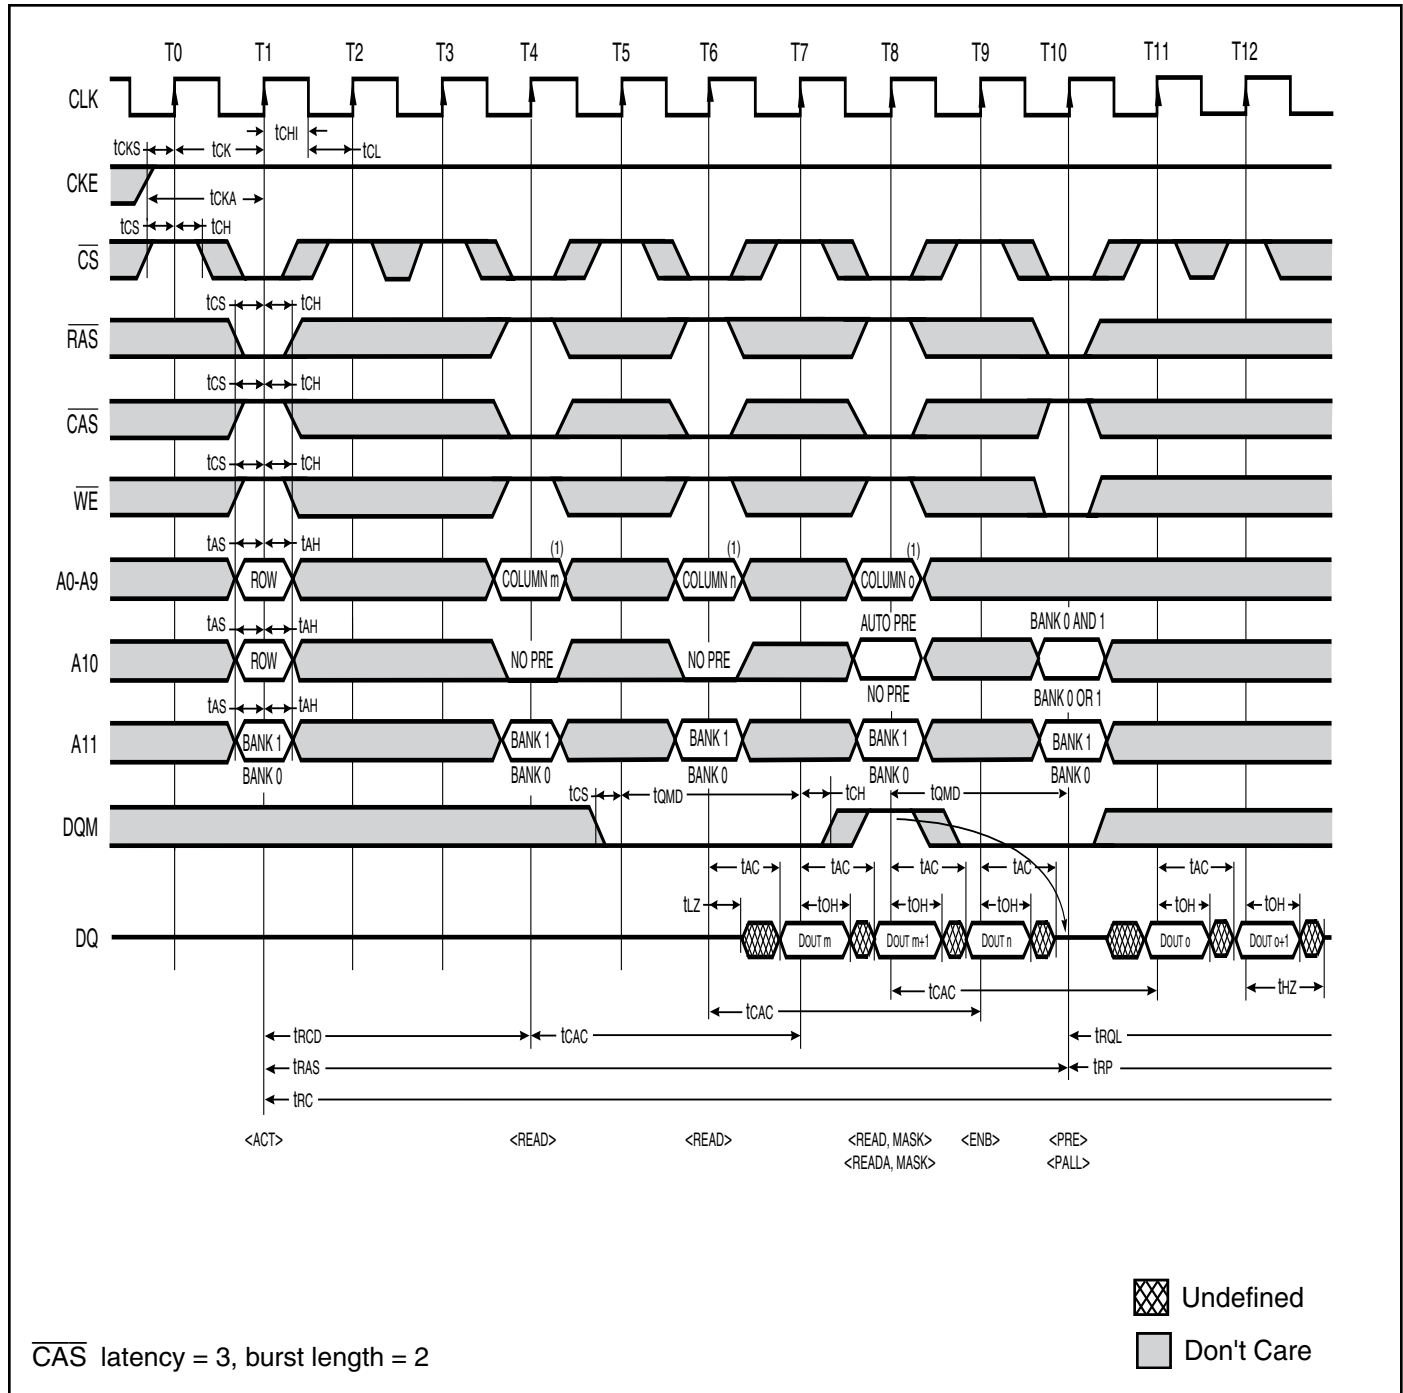 T0 T1 T2 T3 T4 T5 T6 T7 T8 T9 T10 T11 T12
CLK
tCHI
tCKS tCK tCL
CKE
tCKA
tCS tCH
CS
tCS tCH
RAS
tCS tCH
CAS
tCS tCH
WE
tAS tAH (1) (1) (1)
A0-A9 ROW COLUMN m COLUMN n COLUMN o
tAS tAH AUTO PRE BANK 0 AND 1
A10 ROW NO PRE NO PRE
NO PRE BANK 0 OR 1
tAS tAH
A11 BANK 1 BANK 1 BANK 1 BANK 1 BANK 1
BANK 0 BANK 0 BANK 0 BANK 0 BANK 0
tCS tQMD tCH tQMD
DQM
tAC tAC tAC tAC tAC
tLZ tOH tOH tOH tOH tOH
DQ DOUT m DOUT m+1 DOUT n DOUT o DOUT o+1
tCAC tHZ
tCAC
tRCD tCAC tRQL
tRAS tRP
tRC
<ACT> <READ> <READ> <READ, MASK> <ENB> <PRE>
<READA, MASK> <PALL>
Undefined
Don't Care
CAS latency = 3, burst length = 2